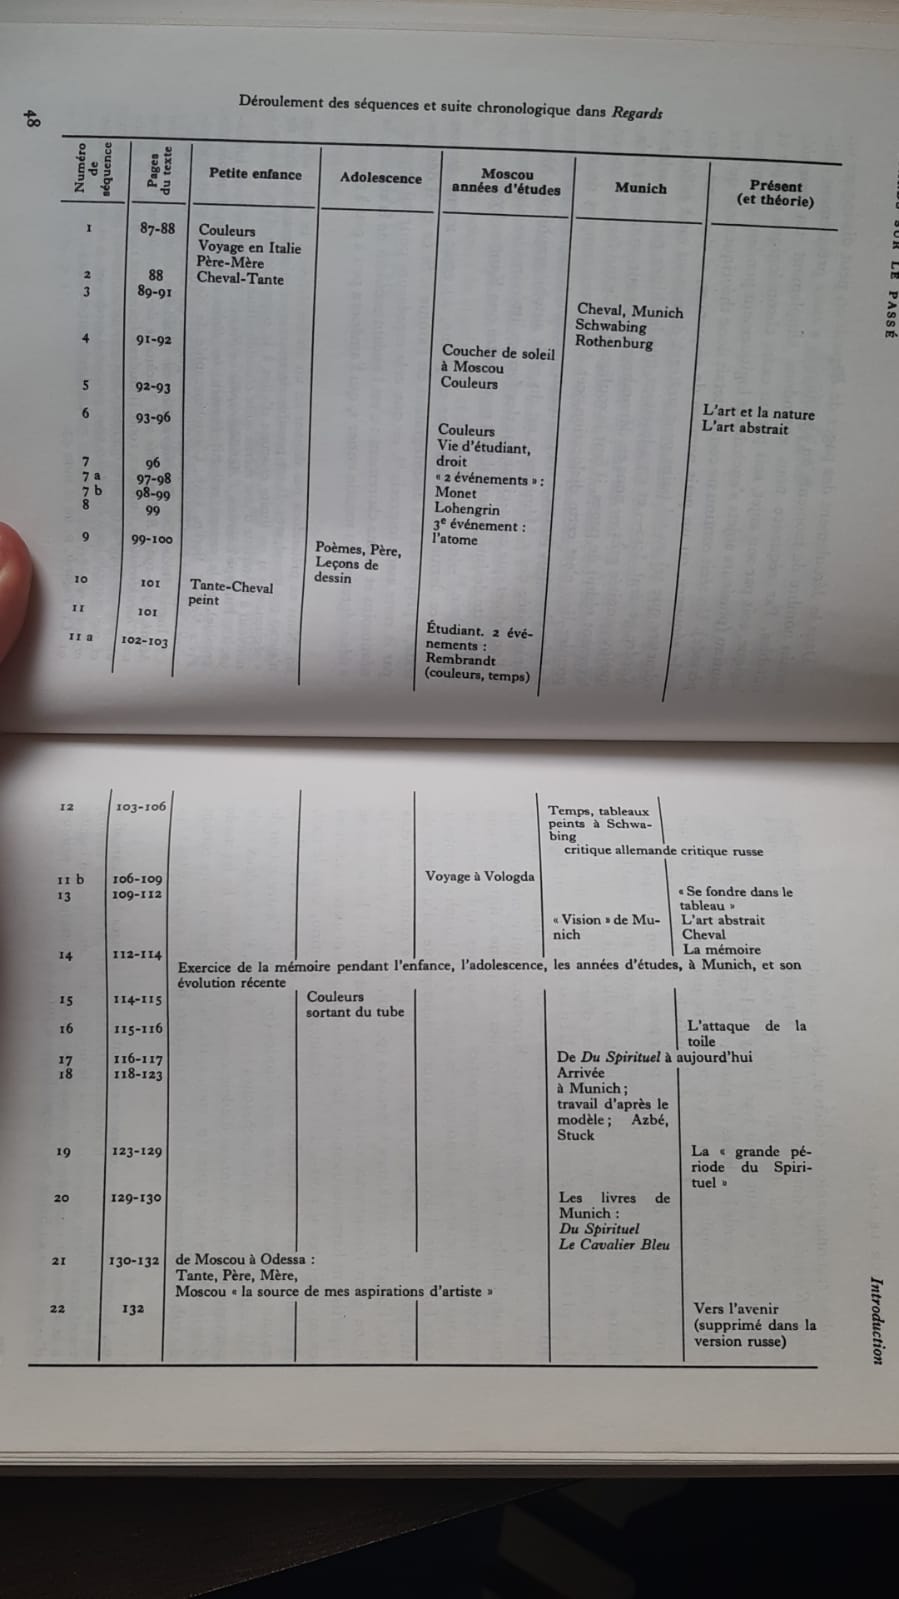 48
Déroulement des séquences et suite chronologique dans Regards
Numéro de séquence | Pages du texte | Petite enfance | Adolescence | Moscou années d'études | Munich | Présent (et théorie)
SUR LE PASSÉ
1 87-88 Couleurs
Voyage en Italie
Père-Mère
2 88 Cheval-Tante
3 89-91 Cheval, Munich
Schwabing
4 91-92 Rothenburg
Coucher de soleil
à Moscou
5 92-93 Couleurs
6 93-96 L'art et la nature
L'art abstrait
Couleurs
Vie d'étudiant,
7 96 droit
7 a 97-98 « 2 événements » :
7 b 98-99 Monet
8 99 Lohengrin
3e événement :
9 99-100 l'atome
Poèmes, Père,
Leçons de
dessin
10 101 Tante-Cheval
peint
11 101
11 a 102-103 Étudiant. 2 évé-
nements :
Rembrandt
(couleurs, temps)
12 103-106 Temps, tableaux
peints à Schwa-
bing
critique allemande critique russe
11 b 106-109 Voyage à Vologda
13 109-112 « Se fondre dans le
tableau »
« Vision » de Mu- L'art abstrait
nich Cheval
La mémoire
14 112-114 Exercice de la mémoire pendant l'enfance, l'adolescence, les années d'études, à Munich, et son
évolution récente
15 114-115 Couleurs
sortant du tube
16 115-116 L'attaque de la
toile
17 116-117 De Du Spirituel à aujourd'hui
18 118-123 Arrivée
à Munich ;
travail d'après le
modèle ; Azbé,
Stuck
19 123-129 La « grande pé-
riode du Spiri-
tuel »
20 129-130 Les livres de
Munich :
Du Spirituel
Le Cavalier Bleu
21 130-132 de Moscou à Odessa :
Tante, Père, Mère,
Moscou « la source de mes aspirations d'artiste »
22 132 Vers l'avenir
(supprimé dans la
version russe)
Introduction